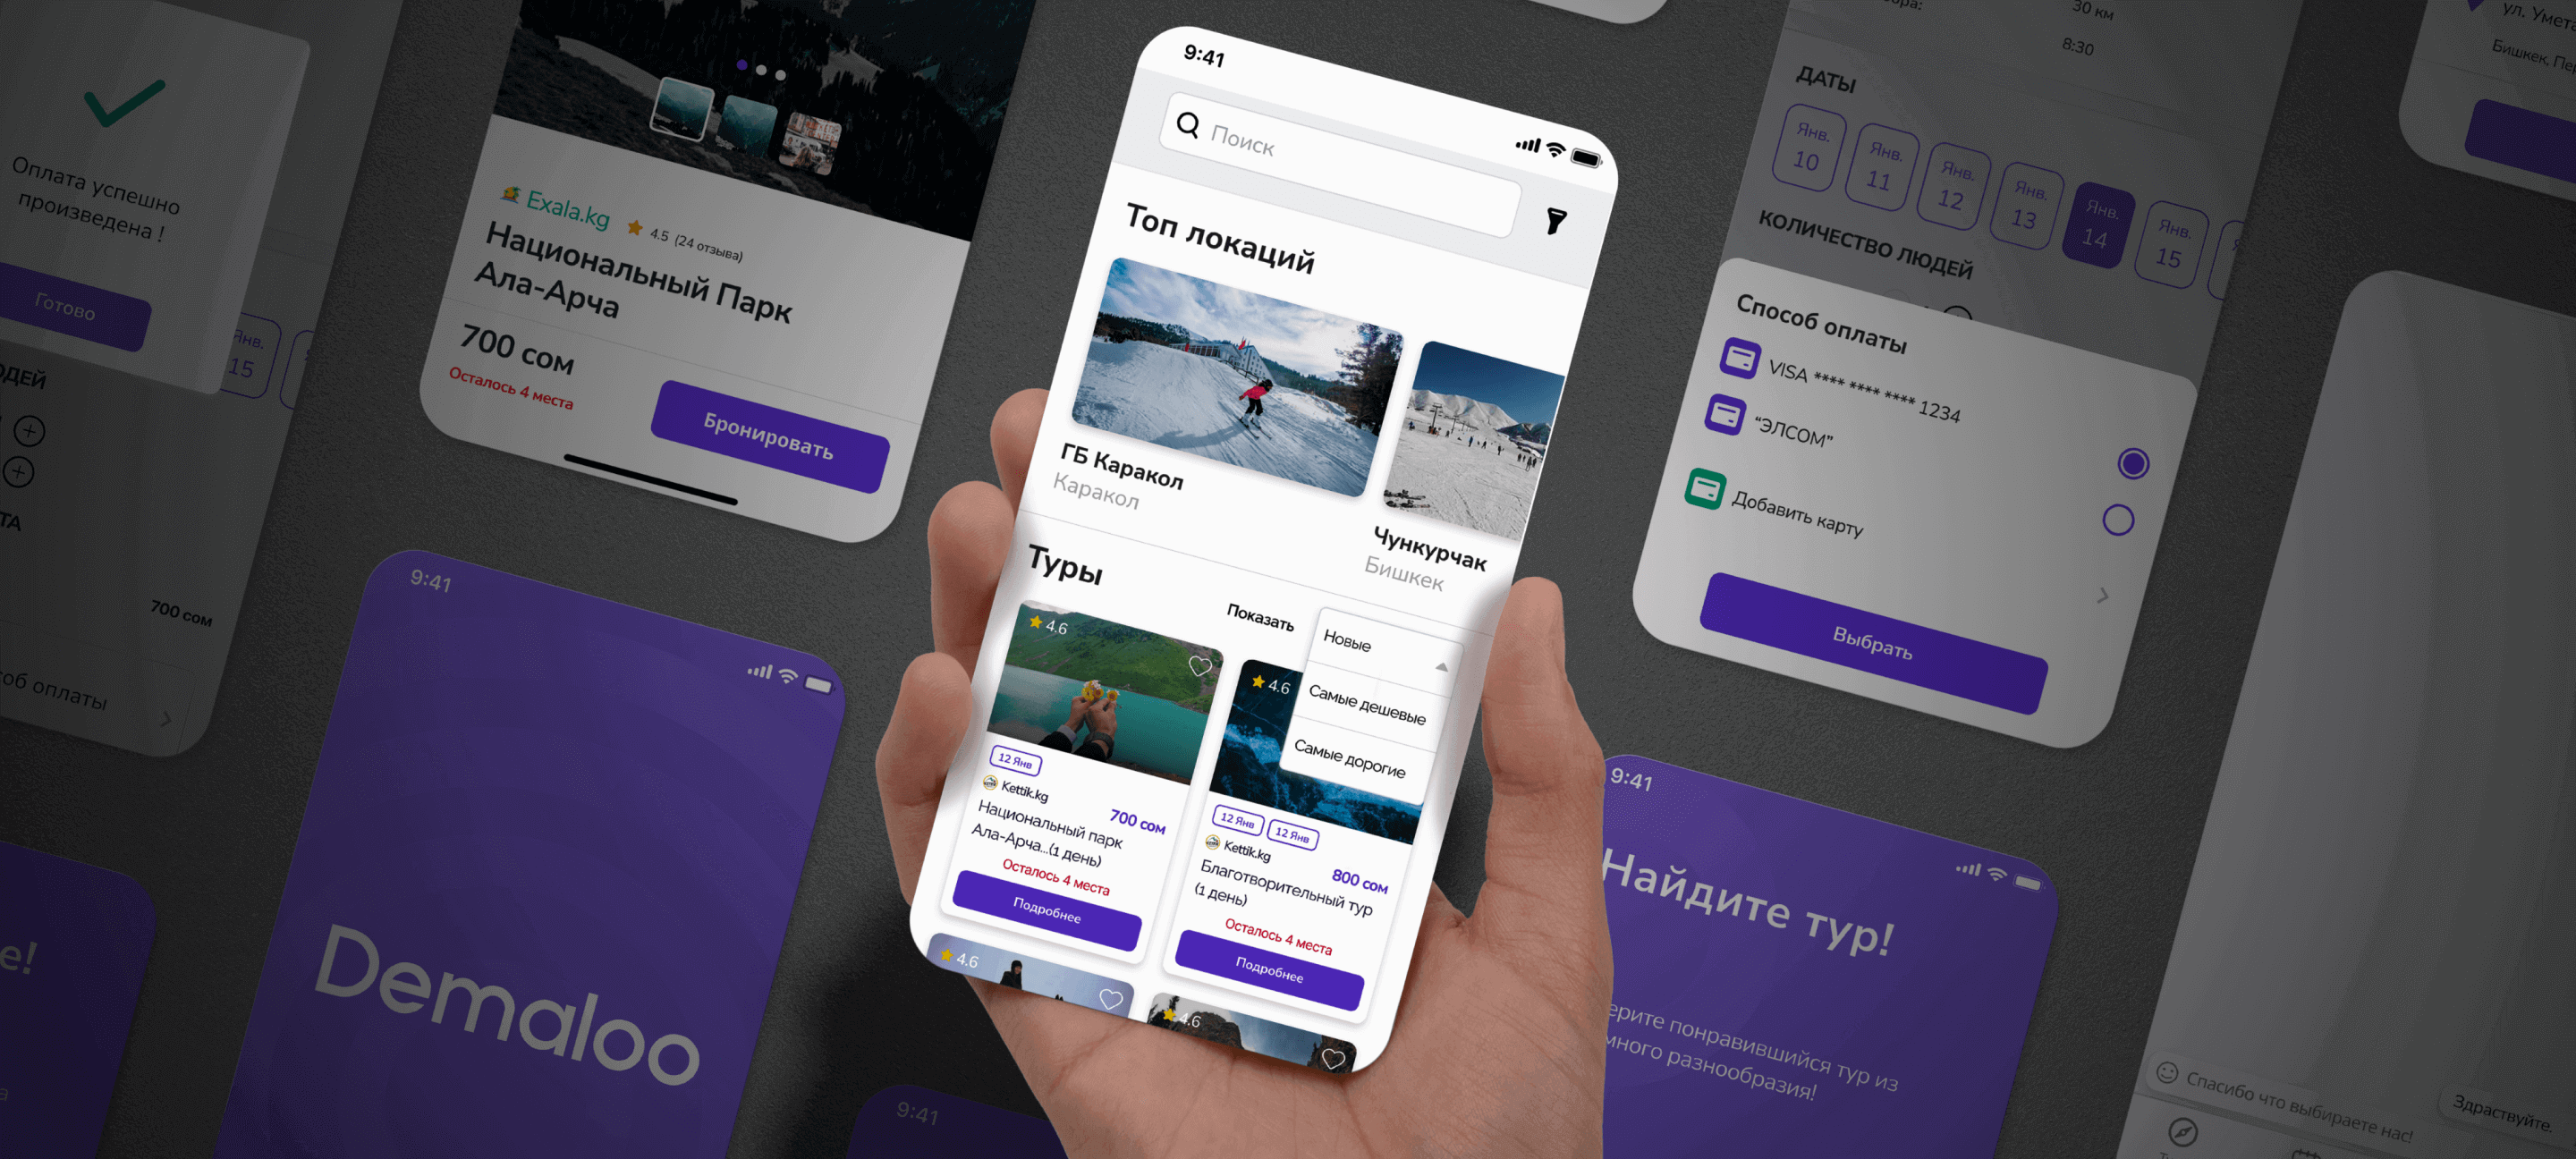 Оплата успешно
произведена !
Готово
Янв.
15
700 сом
оплаты
Exala.kg
4.5 (24 отзыва)
Национальный Парк
Ала-Арча
700 сом
Осталось 4 места
Бронировать
9:41
Demaloo
9:41
9:41
Поиск
Топ локаций
ГБ Каракол
Каракол
Чункурчак
Бишкек
Туры
Показать
Новые
Самые дешевые
Самые дорогие
4.6
12 Янв
Kettik.kg
700 сом
Национальный парк
Ала-Арча...(1 день)
Осталось 4 места
Подробнее
4.6
12 Янв
12 Янв
Kettik.kg
800 сом
Благотворительный тур
(1 день)
Осталось 4 места
Подробнее
4.6
4.6
30 км
8:30
ДАТЫ
Янв.
10
Янв.
11
Янв.
12
Янв.
13
Янв.
14
Янв.
15
КОЛИЧЕСТВО ЛЮДЕЙ
Способ оплаты
VISA **** **** **** 1234
“ЭЛСОМ”
Добавить карту
Выбрать
9:41
Найдите тур!
понравившийся тур из
много разнообразия!
ул.
Бишкек,
Спасибо что выбираете нас!
Здраствуйте.